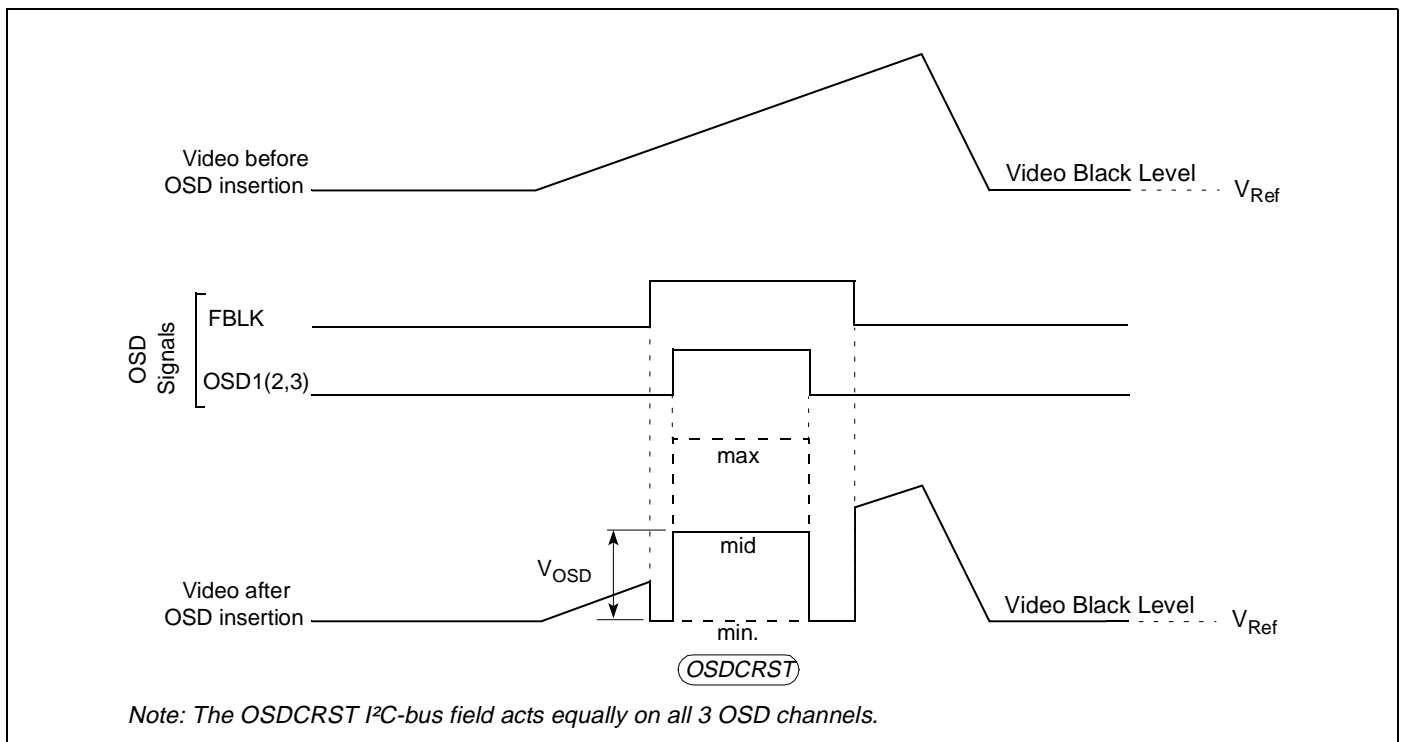 Video before
OSD insertion
Video Black Level
VRef
OSD
Signals
FBLK
OSD1(2,3)
max
mid
VOSD
Video after
OSD insertion
Video Black Level
VRef
min.
OSDCRST
Note: The OSDCRST I²C-bus field acts equally on all 3 OSD channels.